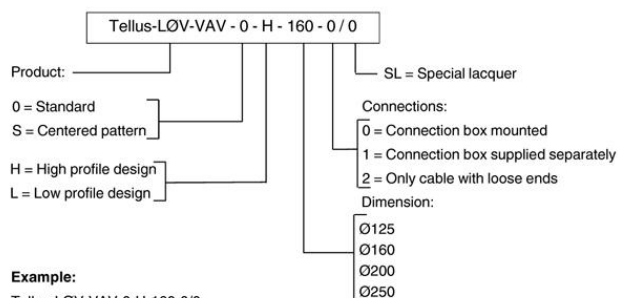 Tellus-LØV-VAV - 0 - H - 160 - 0 / 0
Product:
0 = Standard
S = Centered pattern
H = High profile design
L = Low profile design
SL = Special lacquer
Connections:
0 = Connection box mounted
1 = Connection box supplied separately
2 = Only cable with loose ends
Dimension:
Ø125
Ø160
Ø200
Ø250
Example: